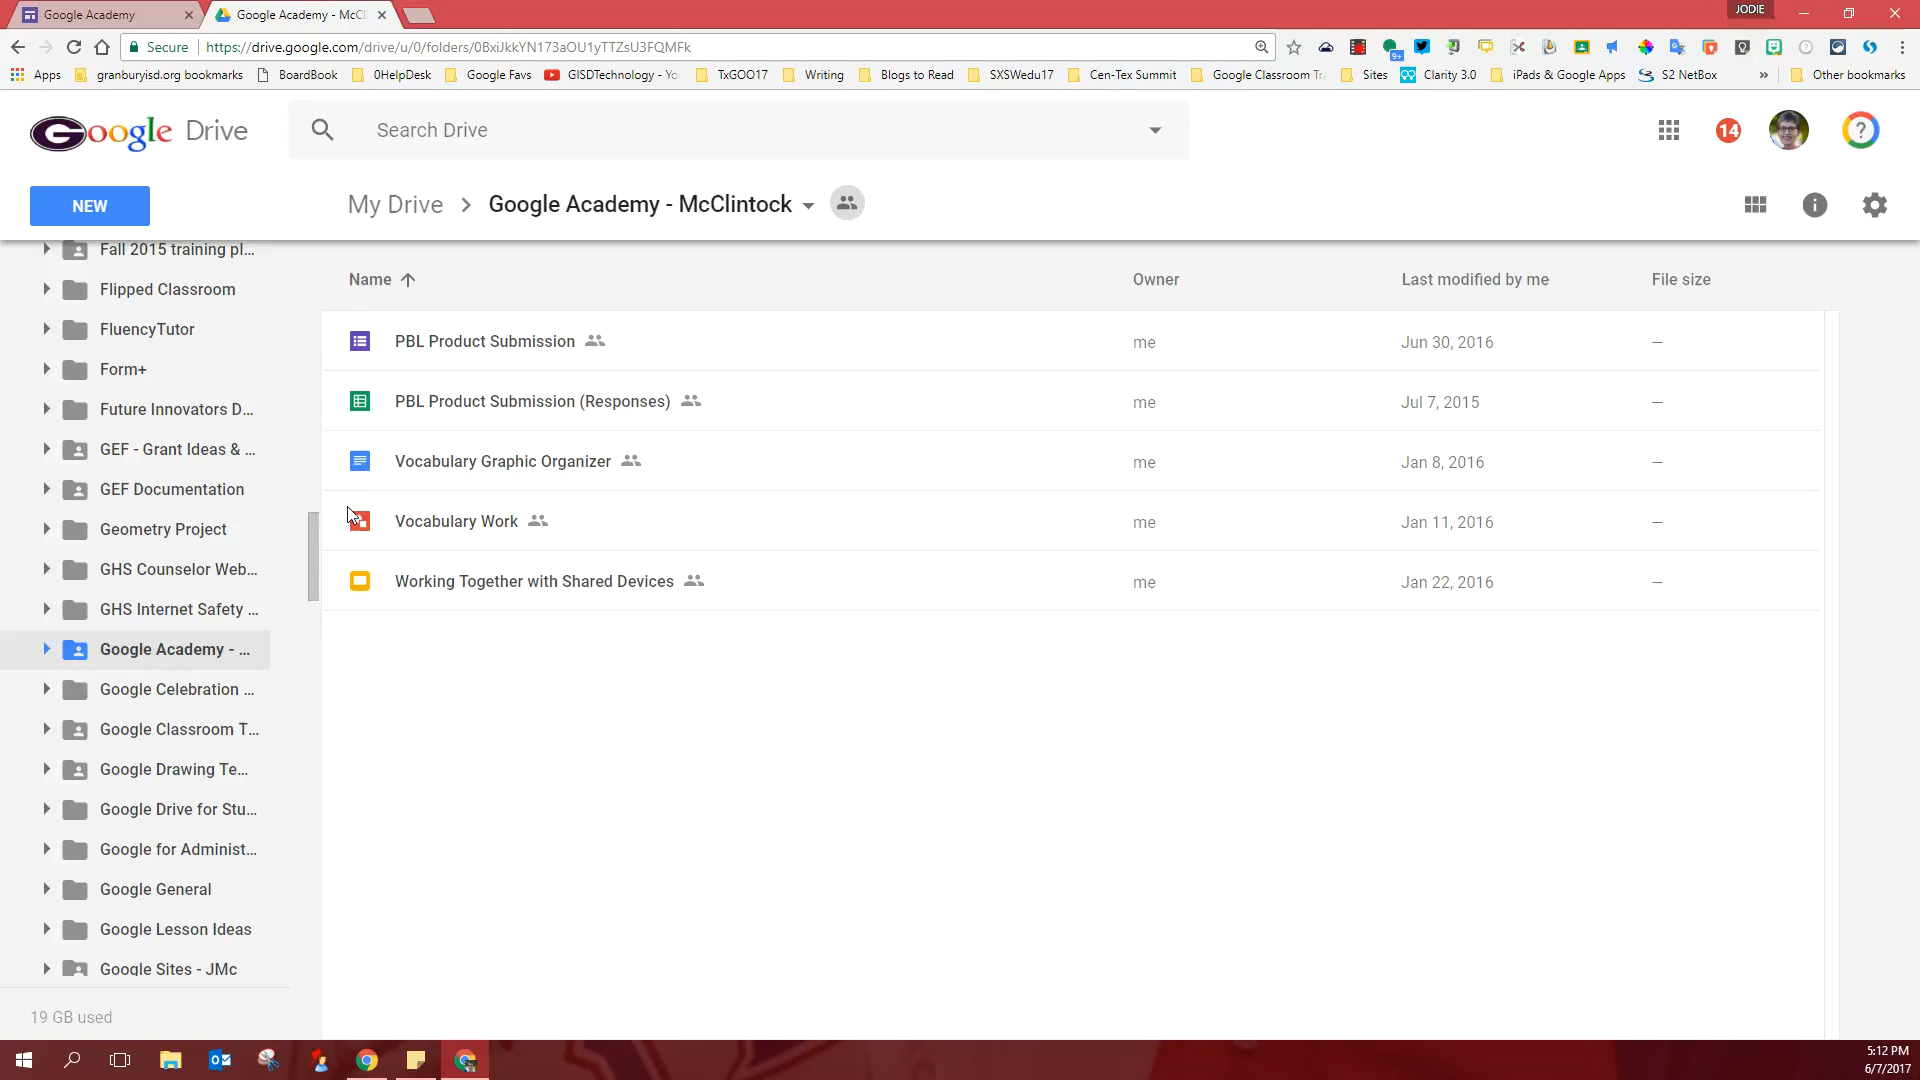 Google Academy
Google Academy - McCli
JODIE
Secure
https://drive.google.com/drive/u/0/folders/0BxiJkkYN173aOU1yTTZsU3FQMFk
9+
Apps
granburyisd.org bookmarks
BoardBook
0HelpDesk
Google Favs
GISDTechnology - Yo
TxGOO17
Writing
Blogs to Read
SXSWedu17
Cen-Tex Summit
Google Classroom Tra
Sites
Clarity 3.0
iPads & Google Apps
S2 NetBox
»
Other bookmarks
Google Drive
Search Drive
14
?
NEW
My Drive > Google Academy - McClintock
Fall 2015 training pl...
Flipped Classroom
FluencyTutor
Form+
Future Innovators D...
GEF - Grant Ideas & ...
GEF Documentation
Geometry Project
GHS Counselor Web...
GHS Internet Safety ...
Google Academy - ...
Google Celebration ...
Google Classroom T...
Google Drawing Te...
Google Drive for Stu...
Google for Administ...
Google General
Google Lesson Ideas
Google Sites - JMc
19 GB used
Name Owner Last modified by me File size
PBL Product Submission me Jun 30, 2016 —
PBL Product Submission (Responses) me Jul 7, 2015 —
Vocabulary Graphic Organizer me Jan 8, 2016 —
Vocabulary Work me Jan 11, 2016 —
Working Together with Shared Devices me Jan 22, 2016 —
5:12 PM
6/7/2017